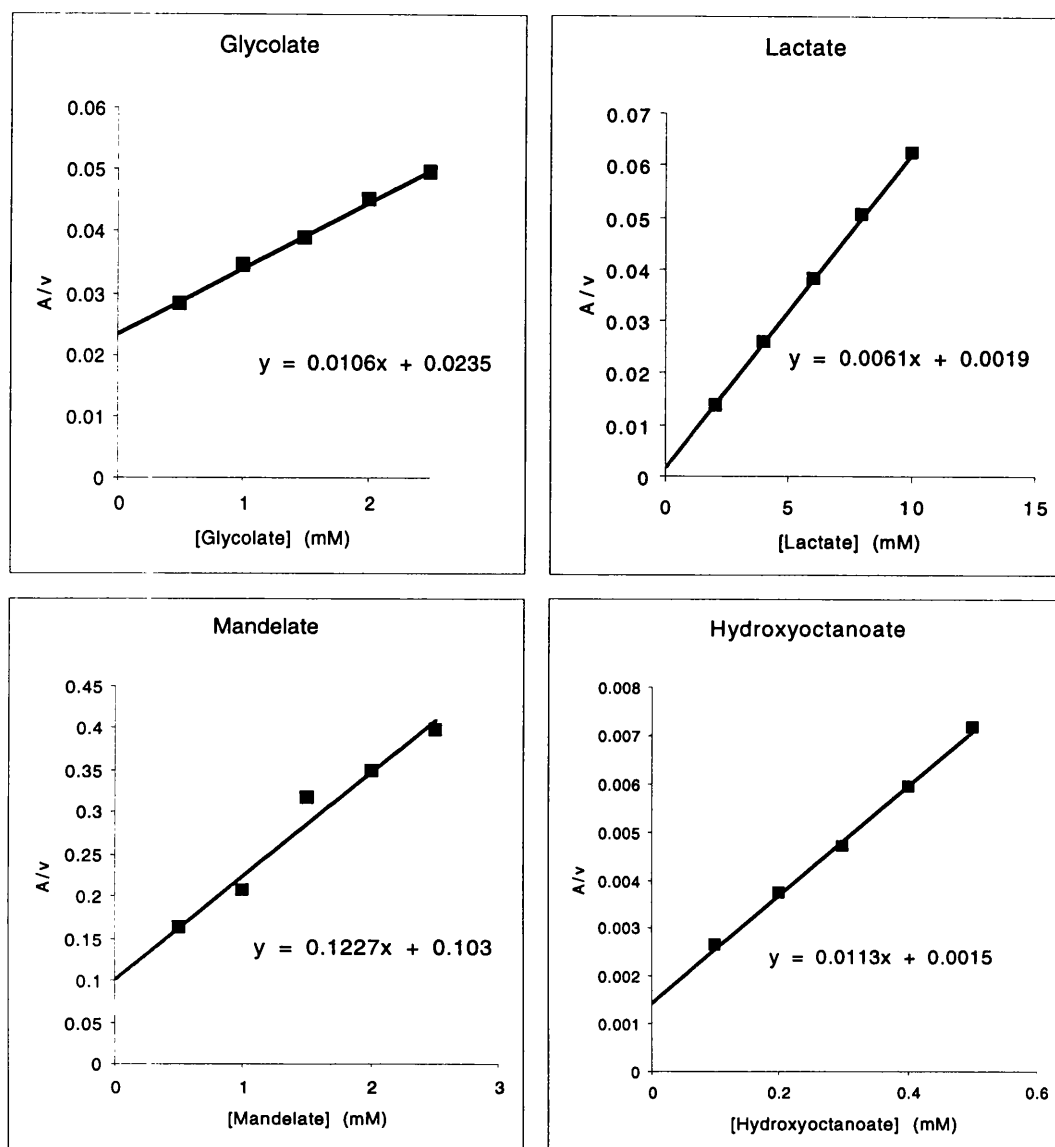 Glycolate
0.06
0.05
0.04
0.03
0.02
0.01
0
A/v
y = 0.0106x + 0.0235
0 1 2
[Glycolate] (mM)
Lactate
0.07
0.06
0.05
0.04
0.03
0.02
0.01
0
A/v
y = 0.0061x + 0.0019
0 5 10 15
[Lactate] (mM)
Mandelate
0.45
0.4
0.35
0.3
0.25
0.2
0.15
0.1
0.05
0
A/v
y = 0.1227x + 0.103
0 1 2 3
[Mandelate] (mM)
Hydroxyoctanoate
0.008
0.007
0.006
0.005
0.004
0.003
0.002
0.001
0
A/v
y = 0.0113x + 0.0015
0 0.2 0.4 0.6
[Hydroxyoctanoate] (mM)